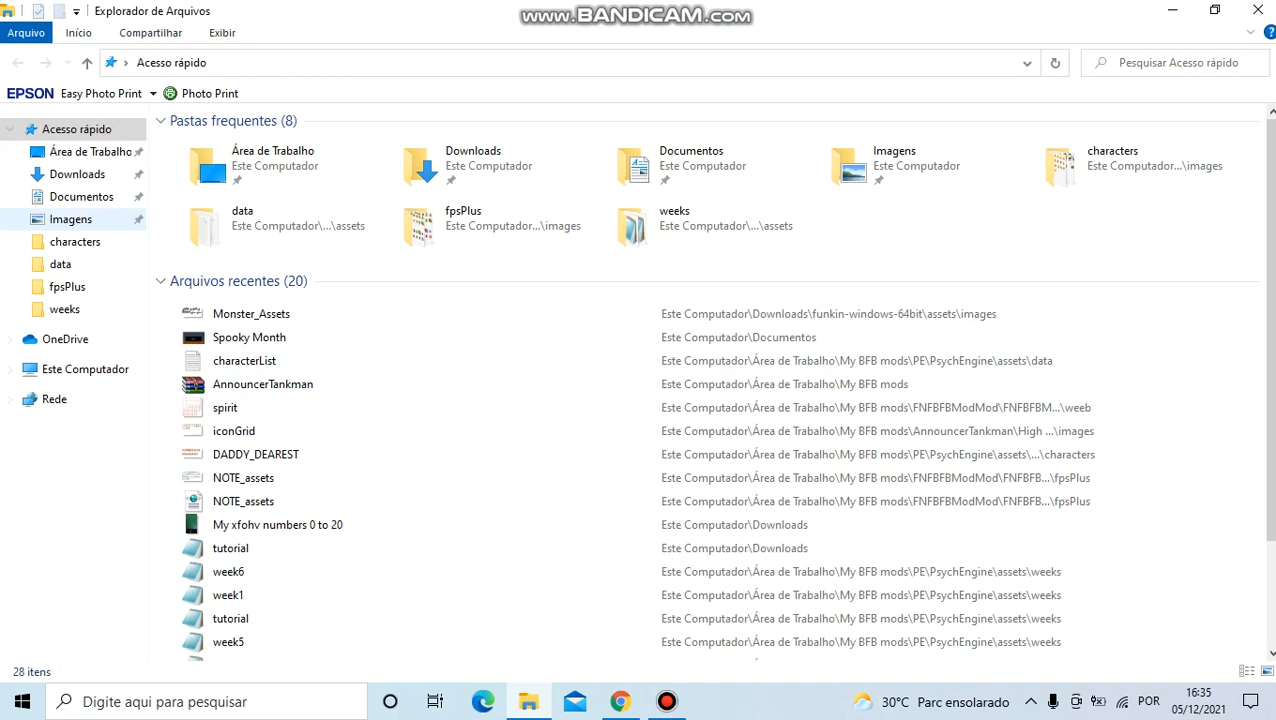 Explorador de Arquivos
www.BANDICAM.com
Arquivo Início Compartilhar Exibir
Acesso rápido
Pesquisar Acesso rápido
EPSON Easy Photo Print Photo Print
Acesso rápido
Área de Trabalho
Downloads
Documentos
Imagens
characters
data
fpsPlus
weeks
OneDrive
Este Computador
Rede
Pastas frequentes (8)
Área de Trabalho
Este Computador
Downloads
Este Computador
Documentos
Este Computador
Imagens
Este Computador
characters
Este Computador...\images
data
Este Computador\...\assets
fpsPlus
Este Computador...\images
weeks
Este Computador\...\assets
Arquivos recentes (20)
Monster_Assets Este Computador\Downloads\funkin-windows-64bit\assets\images
Spooky Month Este Computador\Documentos
characterList Este Computador\Área de Trabalho\My BFB mods\PE\PsychEngine\assets\data
AnnouncerTankman Este Computador\Área de Trabalho\My BFB mods
spirit Este Computador\Área de Trabalho\My BFB mods\FNFBFBModMod\FNFBFBM...\weeb
iconGrid Este Computador\Área de Trabalho\My BFB mods\AnnouncerTankman\High ...\images
DADDY_DEAREST Este Computador\Área de Trabalho\My BFB mods\PE\PsychEngine\assets\...\characters
NOTE_assets Este Computador\Área de Trabalho\My BFB mods\FNFBFBModMod\FNFBFB...\fpsPlus
NOTE_assets Este Computador\Área de Trabalho\My BFB mods\FNFBFBModMod\FNFBFB...\fpsPlus
My xfohv numbers 0 to 20 Este Computador\Downloads
tutorial Este Computador\Downloads
week6 Este Computador\Área de Trabalho\My BFB mods\PE\PsychEngine\assets\weeks
week1 Este Computador\Área de Trabalho\My BFB mods\PE\PsychEngine\assets\weeks
tutorial Este Computador\Área de Trabalho\My BFB mods\PE\PsychEngine\assets\weeks
week5 Este Computador\Área de Trabalho\My BFB mods\PE\PsychEngine\assets\weeks
28 itens
Digite aqui para pesquisar
30°C Parc ensolarado
POR
16:35
05/12/2021